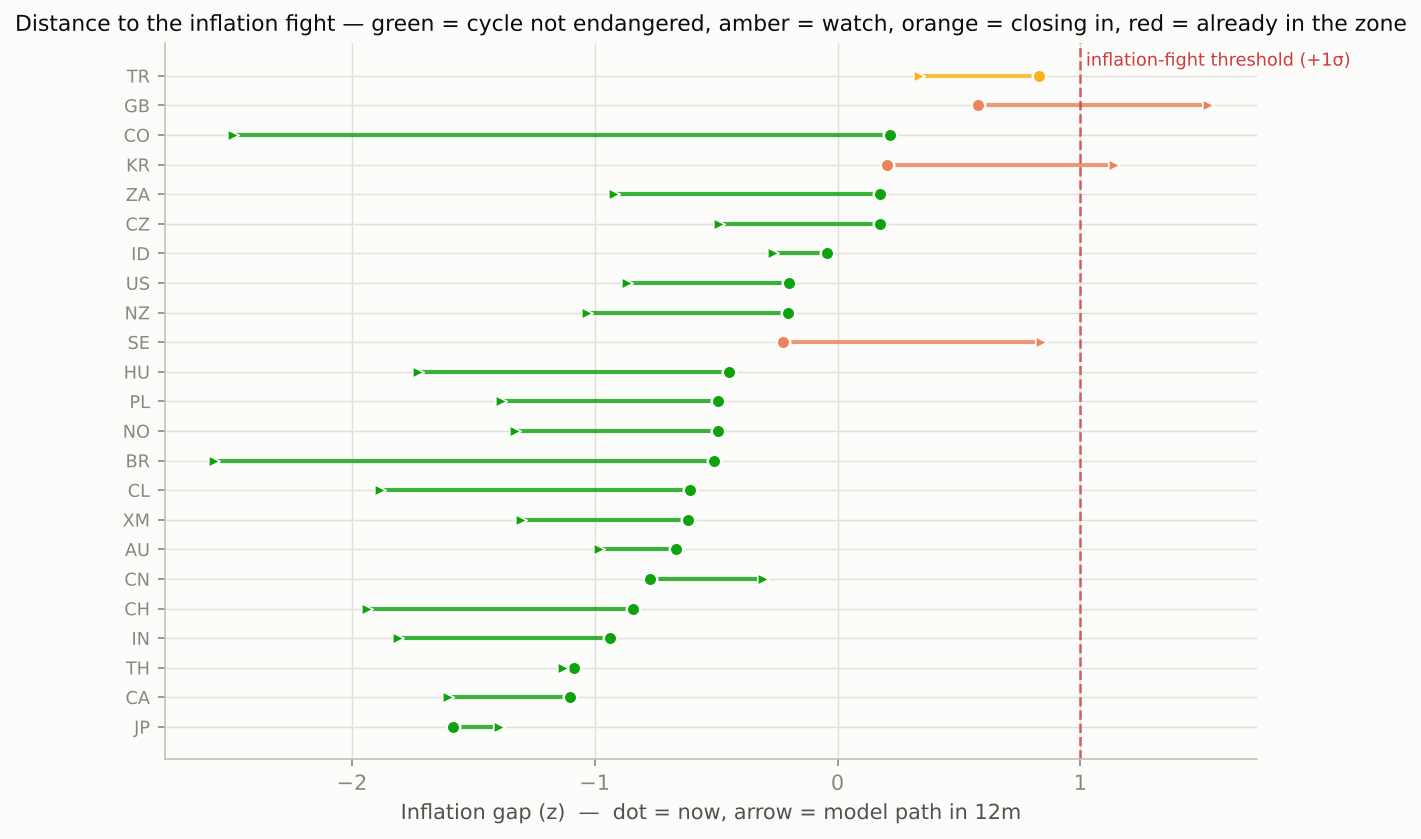 Distance to the inflation fight — green = cycle not endangered, amber = watch, orange = closing in, red = already in the zone
inflation-fight threshold (+1σ)
TR
GB
CO
KR
ZA
CZ
ID
US
NZ
SE
HU
PL
NO
BR
CL
XM
AU
CN
CH
IN
TH
CA
JP
−2 −1 0 1
Inflation gap (z) — dot = now, arrow = model path in 12m